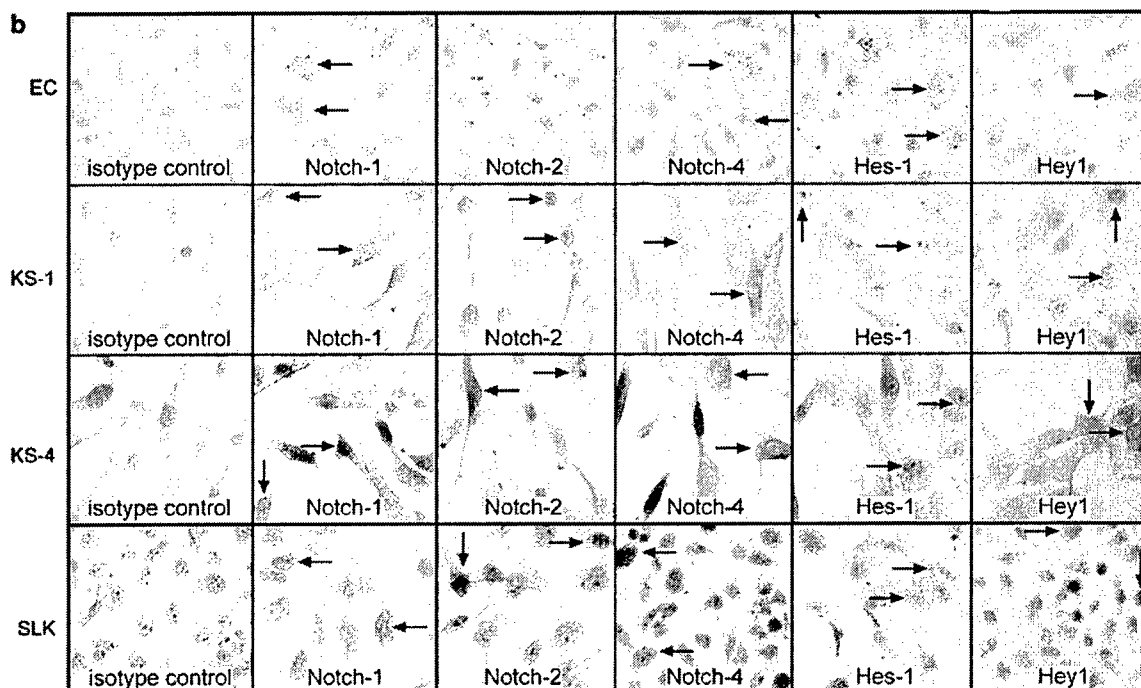 b
EC
isotype control Notch-1 Notch-2 Notch-4 Hes-1 Hey1
KS-1
isotype control Notch-1 Notch-2 Notch-4 Hes-1 Hey1
KS-4
isotype control Notch-1 Notch-2 Notch-4 Hes-1 Hey1
SLK
isotype control Notch-1 Notch-2 Notch-4 Hes-1 Hey1